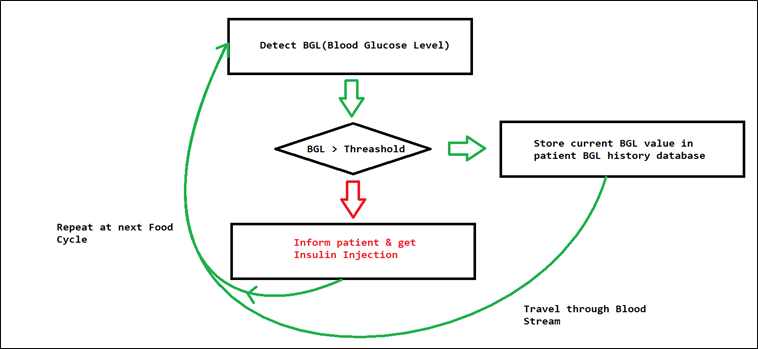 Detect BGL(Blood Glucose Level)
BGL > Threashold
Store current BGL value in
patient BGL history database
Repeat at next Food
Cycle
Inform patient & get
Insulin Injection
Travel through Blood
Stream